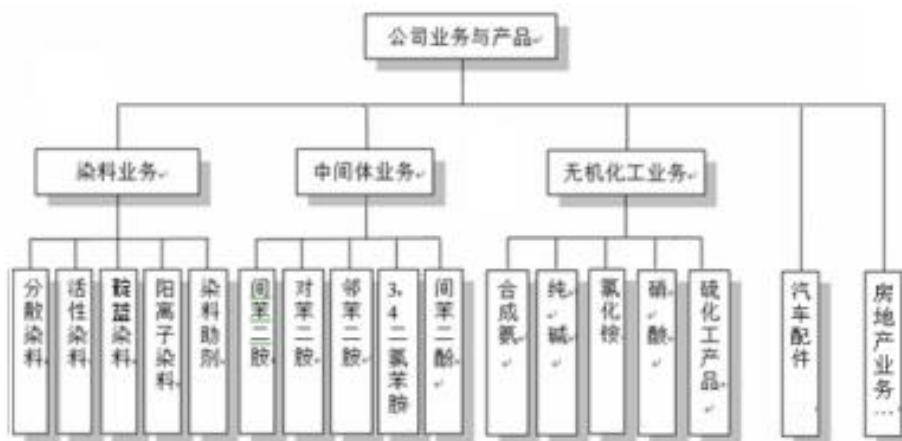 公司业务与产品
染料业务
中间体业务
无机化工业务
分散染料
活性染料
靛蓝染料
阳离子染料
染料助剂
间苯二胺
对苯二胺
邻苯二胺
3,4二氯苯胺
间苯二酚
合成氨
纯碱
氯化铵
硝酸
硫化工产品
汽车配件
房地产业务…